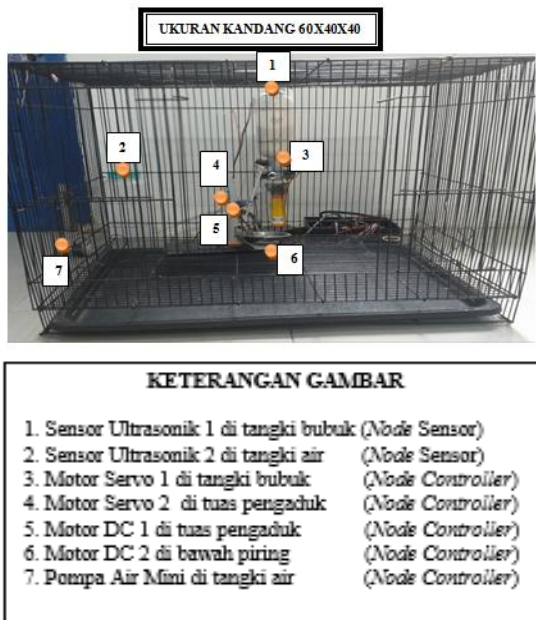 UKURAN KANDANG 60X40X40
1
2
3
4
5
6
7
KETERANGAN GAMBAR
1. Sensor Ultrasonik 1 di tangki bubuk (Node Sensor)
2. Sensor Ultrasonik 2 di tangki air (Node Sensor)
3. Motor Servo 1 di tangki bubuk (Node Controller)
4. Motor Servo 2 di tuas pengaduk (Node Controller)
5. Motor DC 1 di tuas pengaduk (Node Controller)
6. Motor DC 2 di bawah piring (Node Controller)
7. Pompa Air Mini di tangki air (Node Controller)